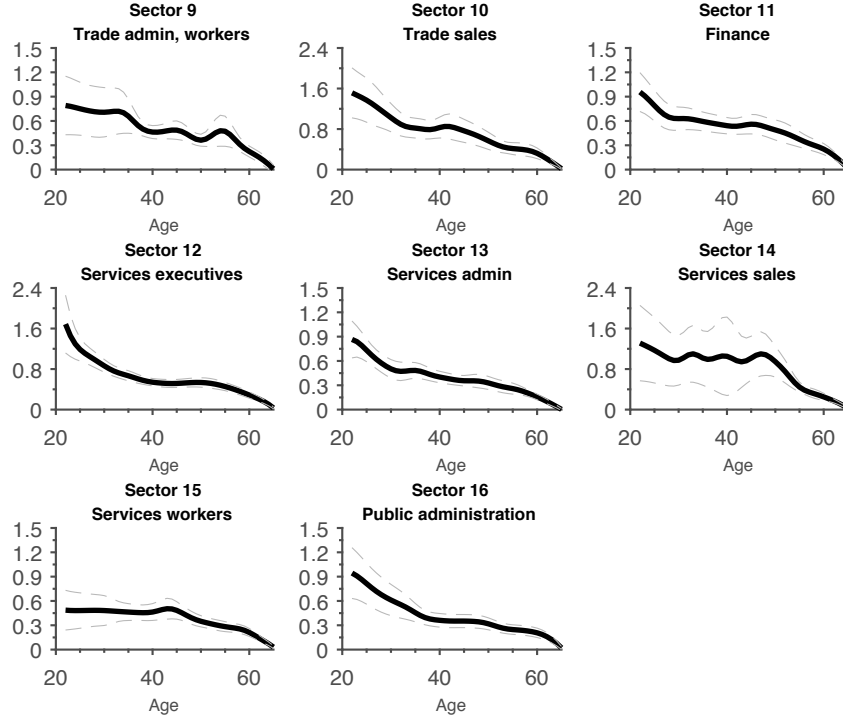 Sector 9
Trade admin, workers
1.5
1.2
0.9
0.6
0.3
0
20 40 60
Age
Sector 10
Trade sales
2.4
1.6
0.8
0
20 40 60
Age
Sector 11
Finance
1.5
1.2
0.9
0.6
0.3
0
20 40 60
Age
Sector 12
Services executives
2.4
1.6
0.8
0
20 40 60
Age
Sector 13
Services admin
1.5
1.2
0.9
0.6
0.3
0
20 40 60
Age
Sector 14
Services sales
2.4
1.6
0.8
0
20 40 60
Age
Sector 15
Services workers
1.5
1.2
0.9
0.6
0.3
0
20 40 60
Age
Sector 16
Public administration
1.5
1.2
0.9
0.6
0.3
0
20 40 60
Age